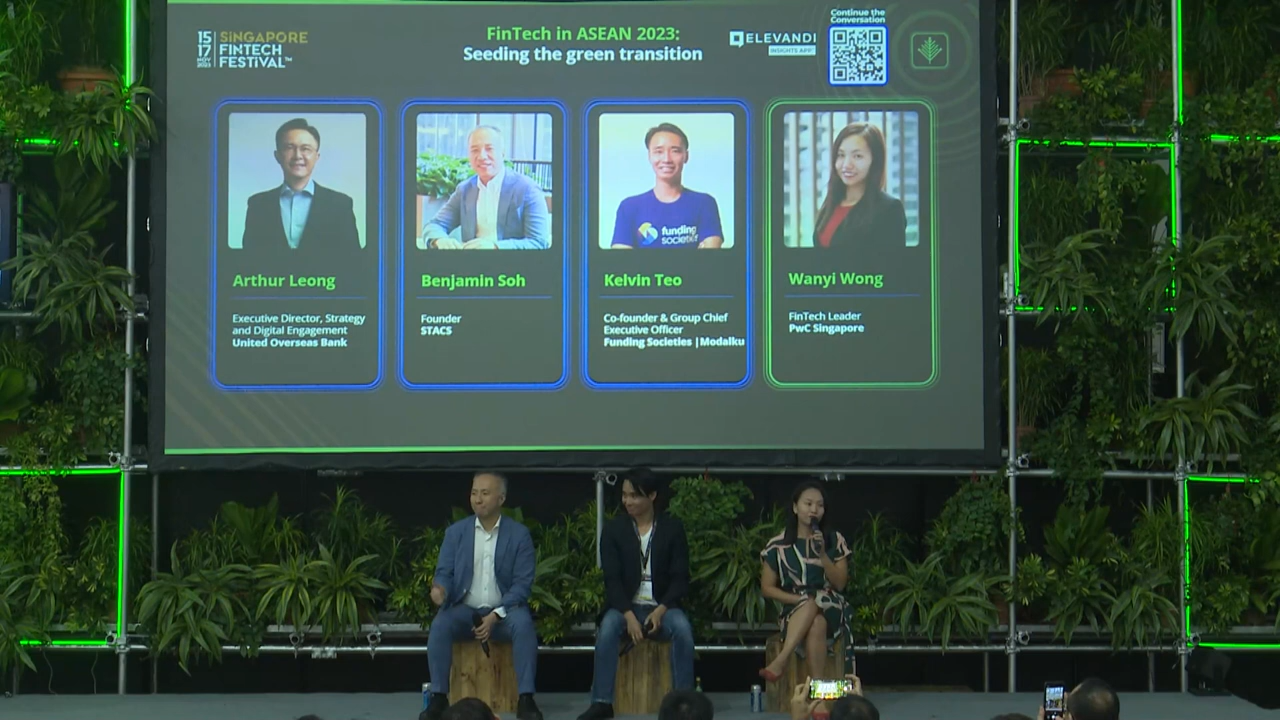 15
17
NOV
2023
SINGAPORE
FINTECH
FESTIVAL™
FinTech in ASEAN 2023:
Seeding the green transition
ELEVANDI
INSIGHTS APP
Continue the
Conversation
funding
societies
Arthur Leong
Executive Director, Strategy
and Digital Engagement
United Overseas Bank
Benjamin Soh
Founder
STACS
Kelvin Teo
Co-founder & Group Chief
Executive Officer
Funding Societies |Modalku
Wanyi Wong
FinTech Leader
PwC Singapore